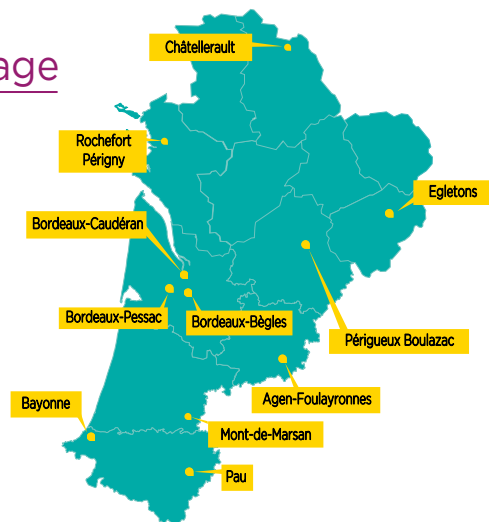 age
Châtellerault
Rochefort
Périgny
Egletons
Bordeaux-Caudéran
Bordeaux-Pessac
Bordeaux-Bègles
Périgueux Boulazac
Agen-Foulayronnes
Bayonne
Mont-de-Marsan
Pau